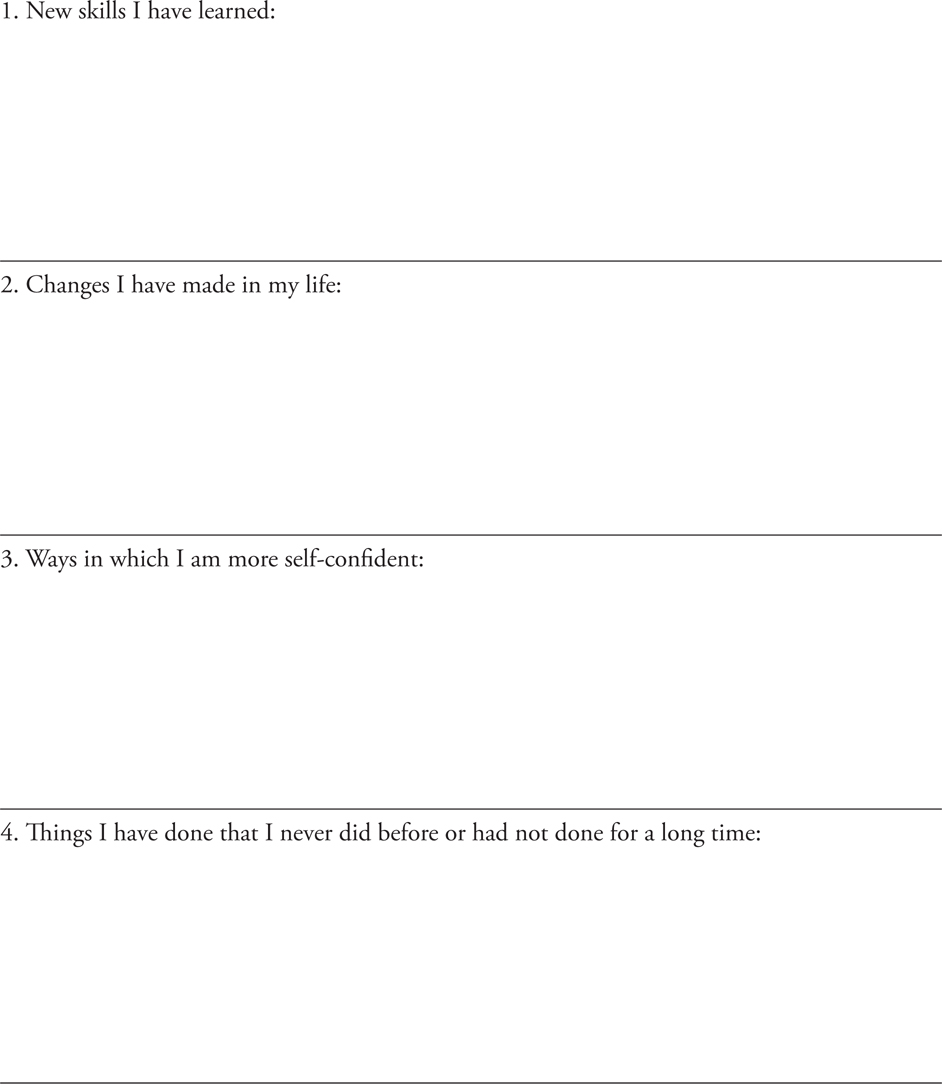 1. New skills I have learned:
2. Changes I have made in my life:
3. Ways in which I am more self-confident:
4. Things I have done that I never did before or had not done for a long time: